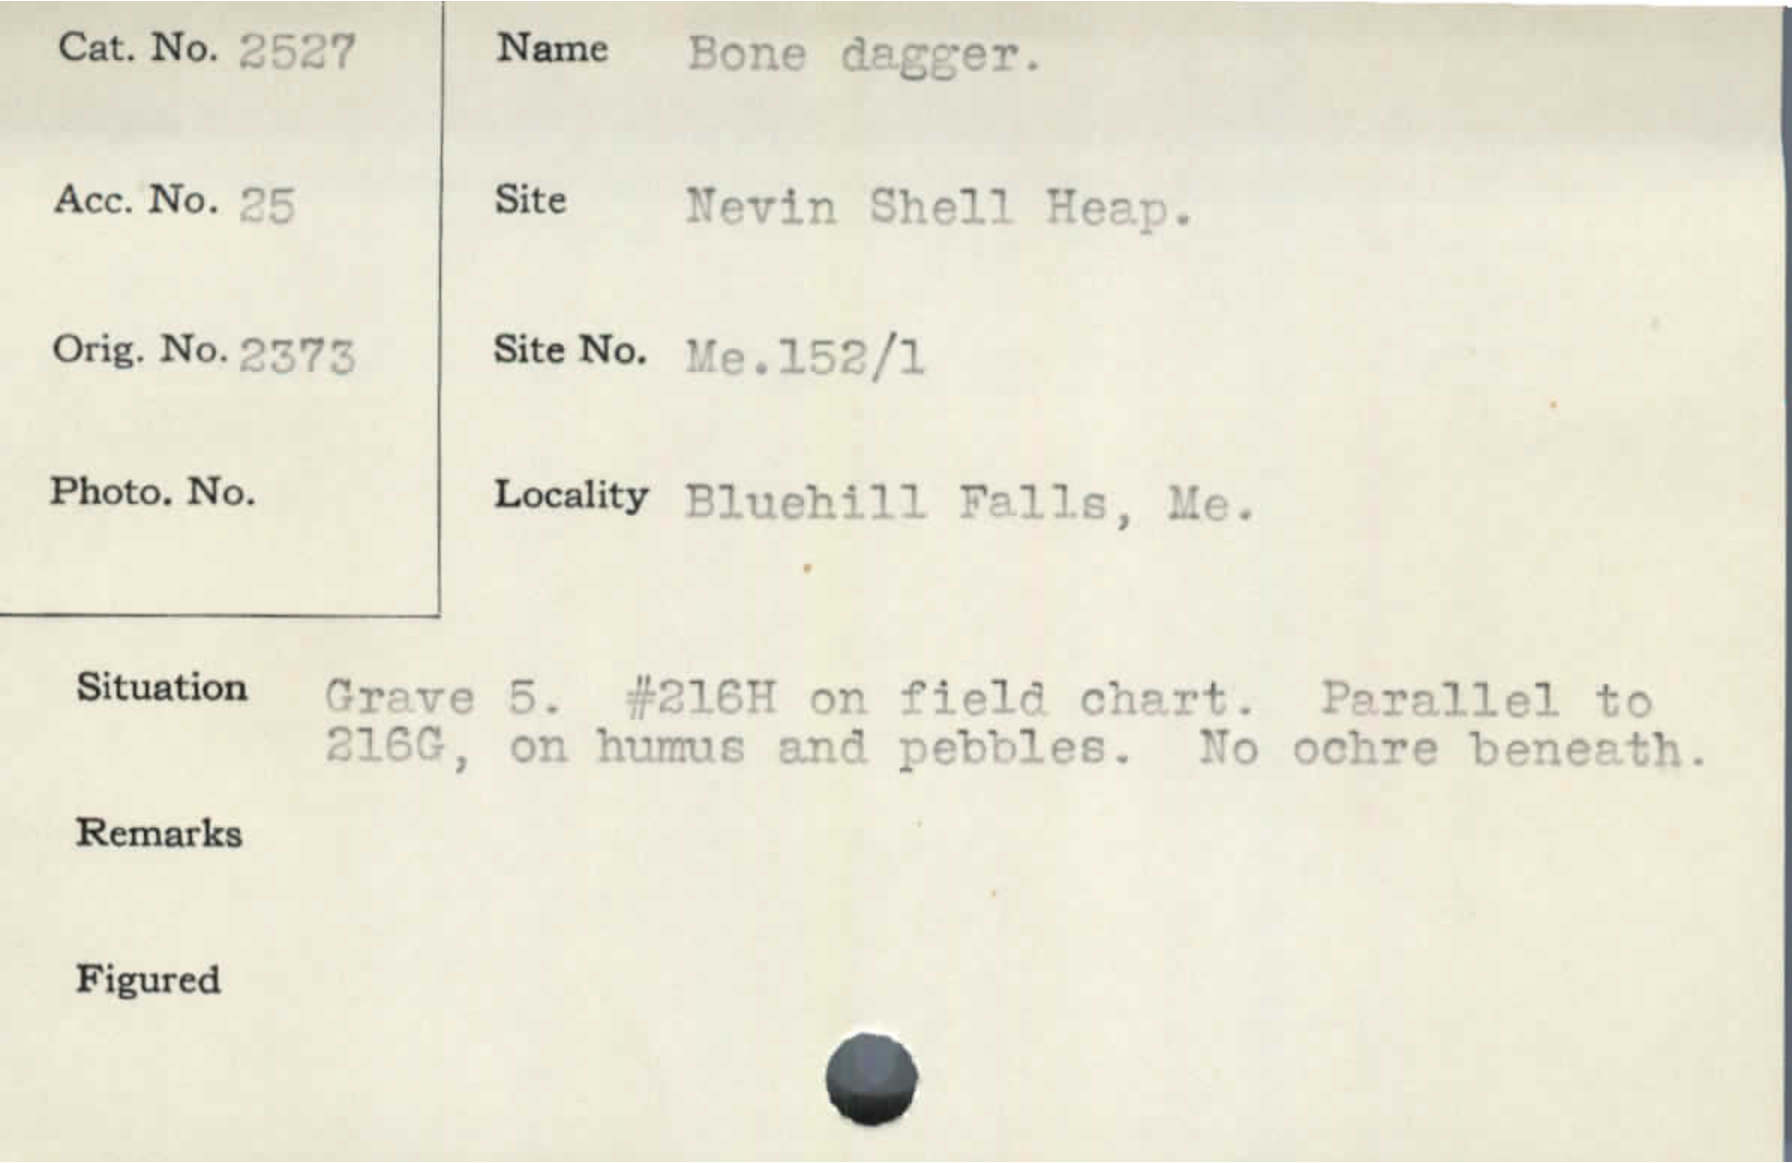 Cat. No. 2527
Name Bone dagger.
Acc. No. 25
Site Nevin Shell Heap.
Orig. No. 2373
Site No. Me.152/1
Photo. No.
Locality Bluehill Falls, Me.
Situation Grave 5. #216H on field chart. Parallel to
216G, on humus and pebbles. No ochre beneath.
Remarks
Figured